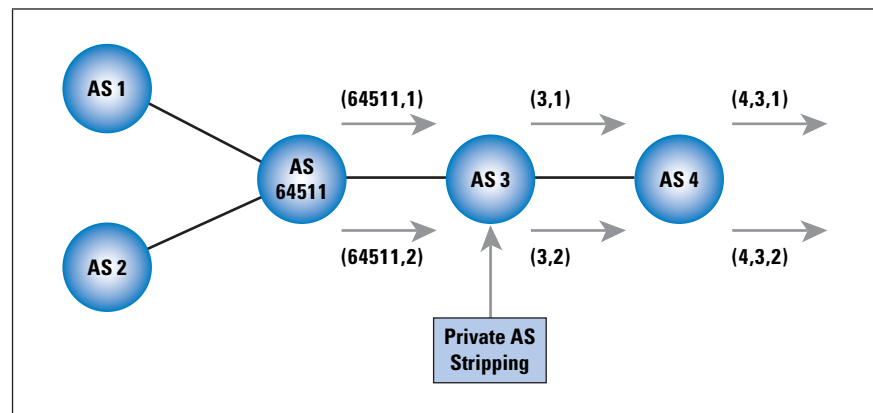 AS 1
(64511,1)
(3,1)
(4,3,1)
AS
64511
AS 3
AS 4
AS 2
(64511,2)
(3,2)
(4,3,2)
Private AS
Stripping